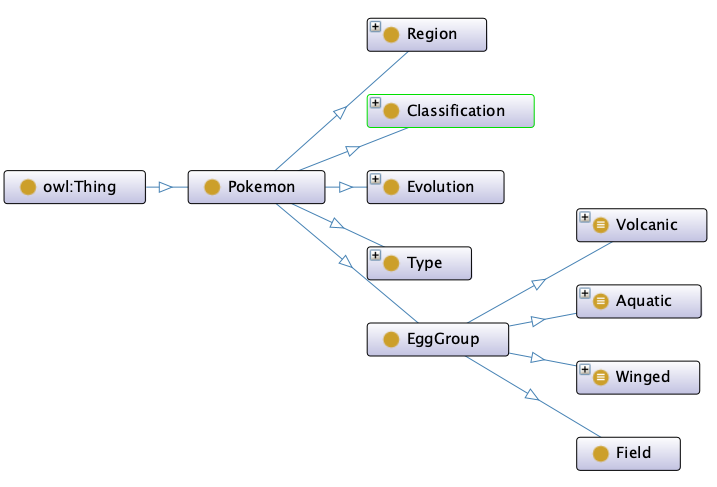 Region
Classification
owl:Thing
Pokemon
Evolution
Type
EggGroup
Volcanic
Aquatic
Winged
Field